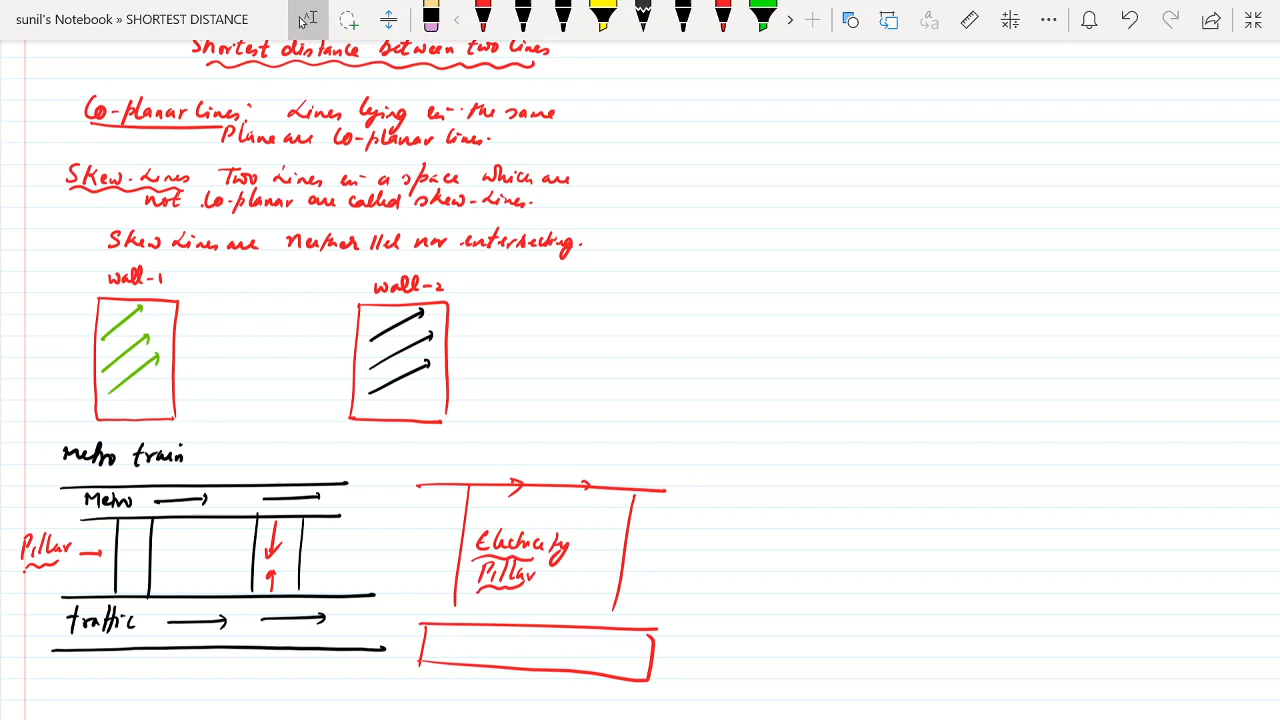 sunil's Notebook » SHORTEST DISTANCE
Shortest distance between two lines
Co-planar lines: Lines lying in the same
Plane are Co-planar lines.
Skew-Lines Two Lines in a space which are
not Co-planar are called skew-Lines.
Skew Lines are neither llel nor intersecting.
wall-1
wall-2
Metro train
Metro
Pillar
Electricity
Pillar
traffic